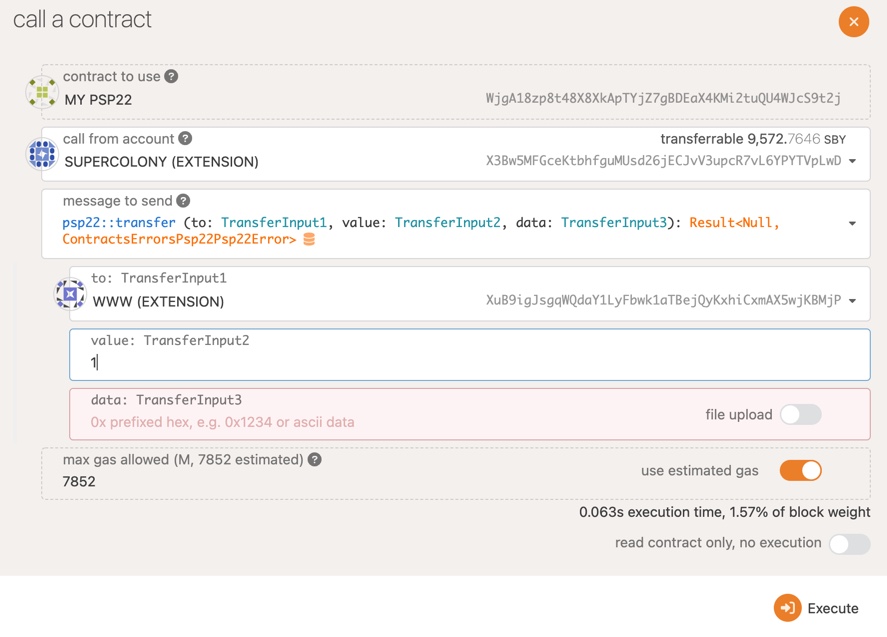 call a contract
contract to use ?
MY PSP22
WjgA18zp8t48X8XkApTYjZ7gBDEaX4KMi2tuQU4WJcS9t2j
call from account ?
transferrable 9,572.7646 SBY
SUPERCOLONY (EXTENSION)
X3Bw5MFGceKtbhfguMUsd26jECJvV3upcR7vL6YPYTVpLwD
message to send ?
psp22::transfer (to: TransferInput1, value: TransferInput2, data: TransferInput3): Result<Null,
ContractsErrorsPsp22Psp22Error>
to: TransferInput1
WWW (EXTENSION)
XuB9igJsgqWQdaY1LyFbwk1aTBejQyKxhiCxmAX5wjKBMjP
value: TransferInput2
1
data: TransferInput3
0x prefixed hex, e.g. 0x1234 or ascii data
file upload
max gas allowed (M, 7852 estimated) ?
7852
use estimated gas
0.063s execution time, 1.57% of block weight
read contract only, no execution
Execute